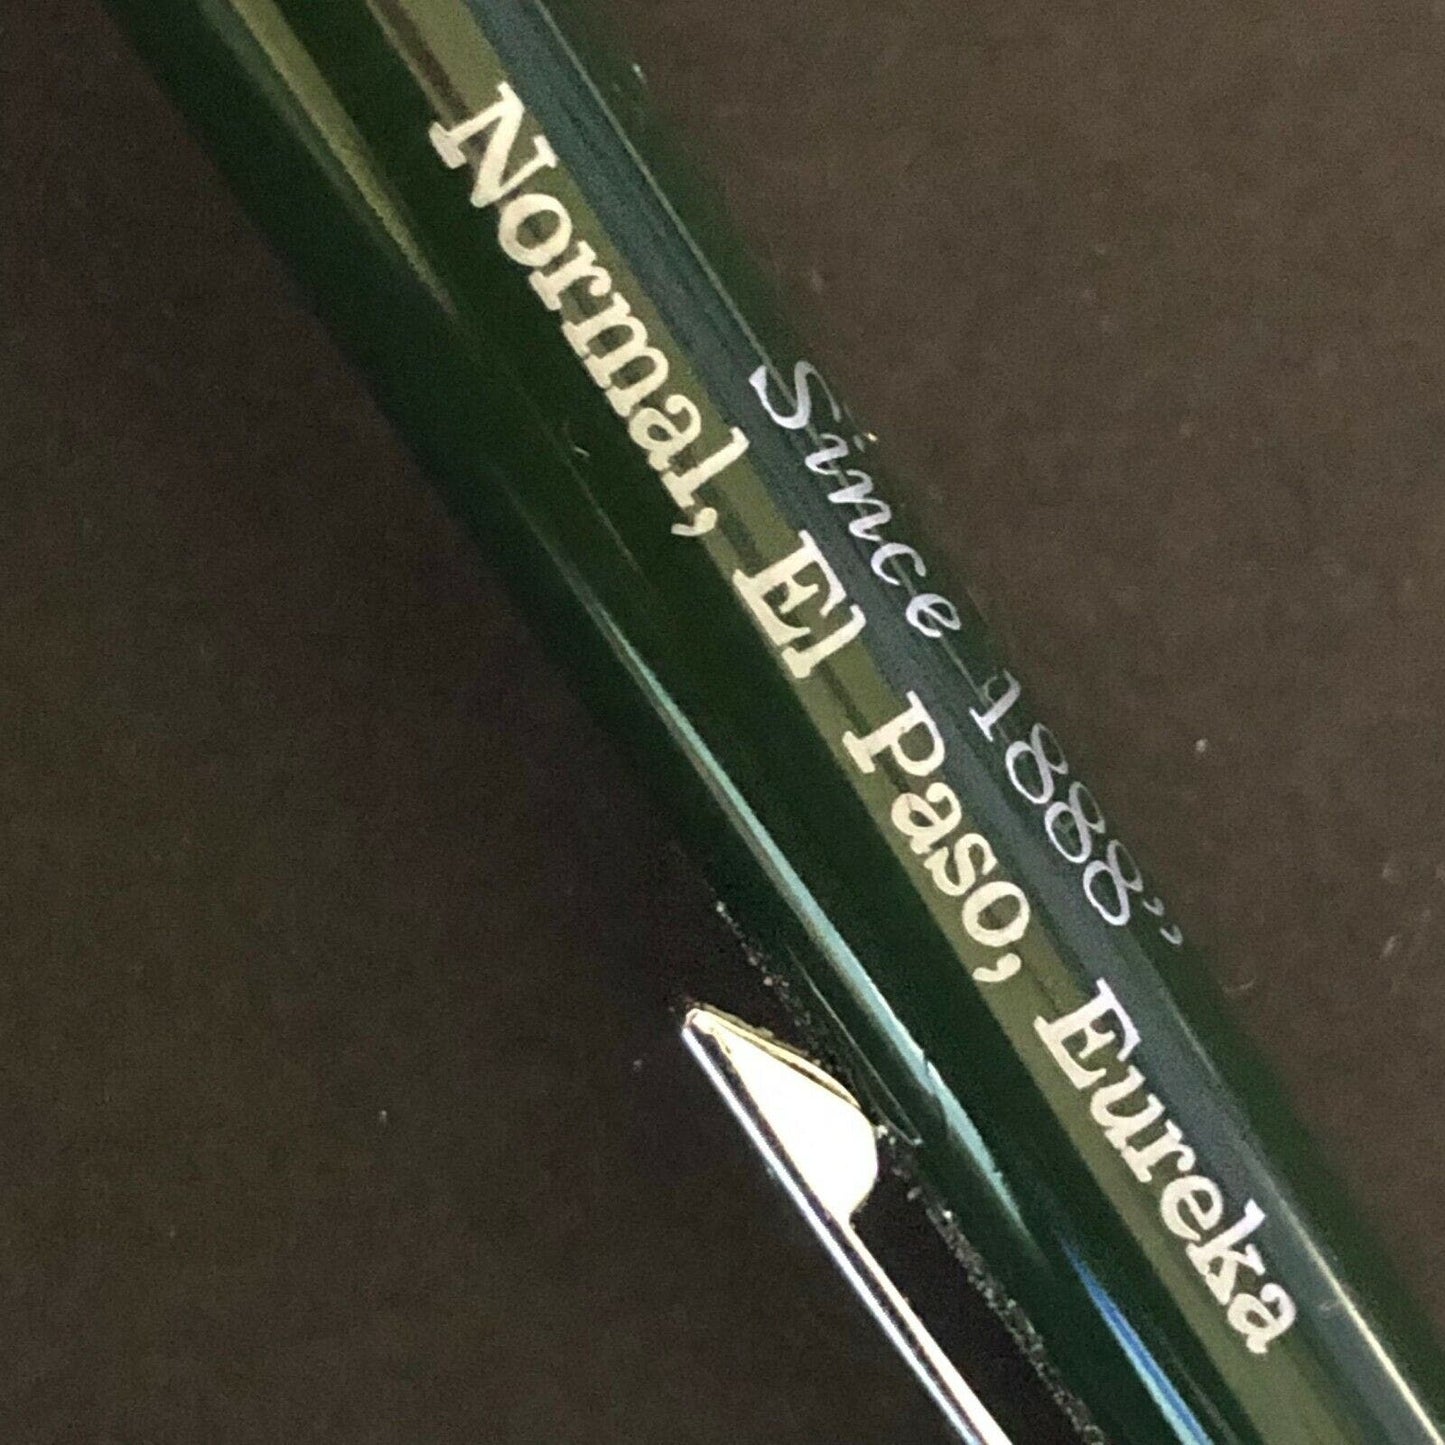 Since 1888”
Normal, El Paso, Eureka